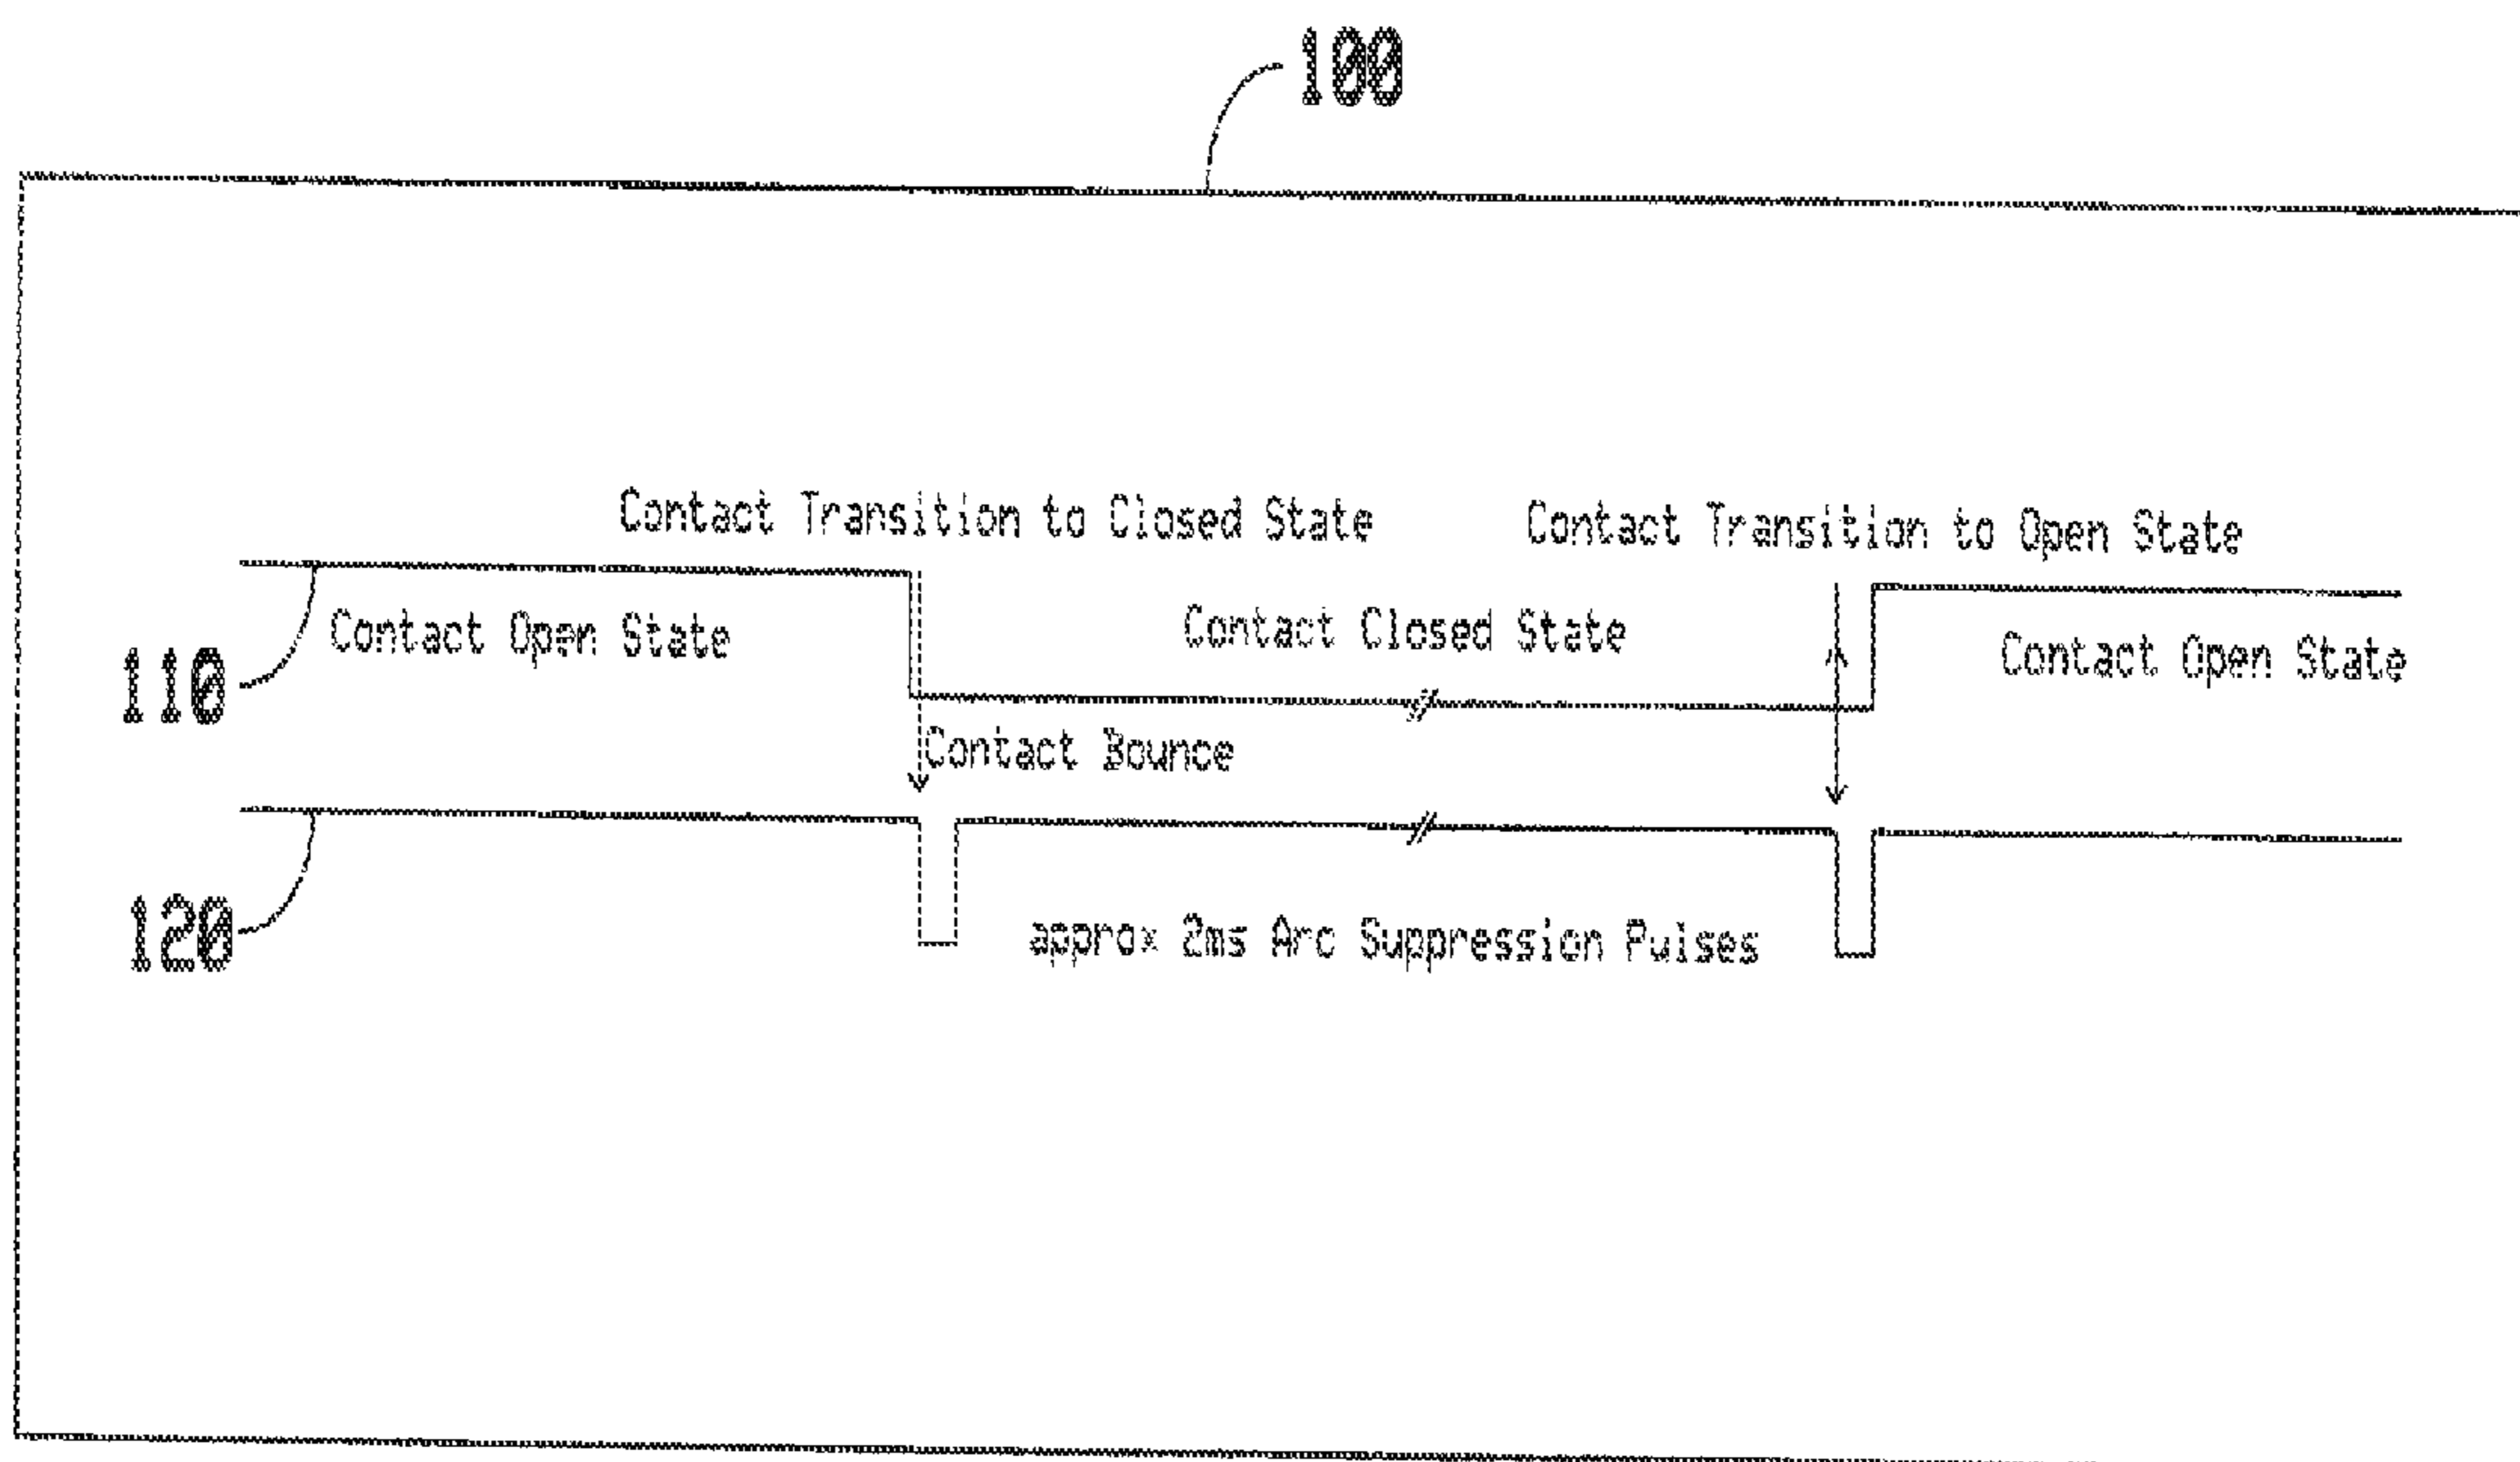 100
Contact Transition to Closed State
Contact Transition to Open State
Contact Open State
Contact Closed State
Contact Open State
110
Contact Bounce
120
approx 2ms Arc Suppression Pulses